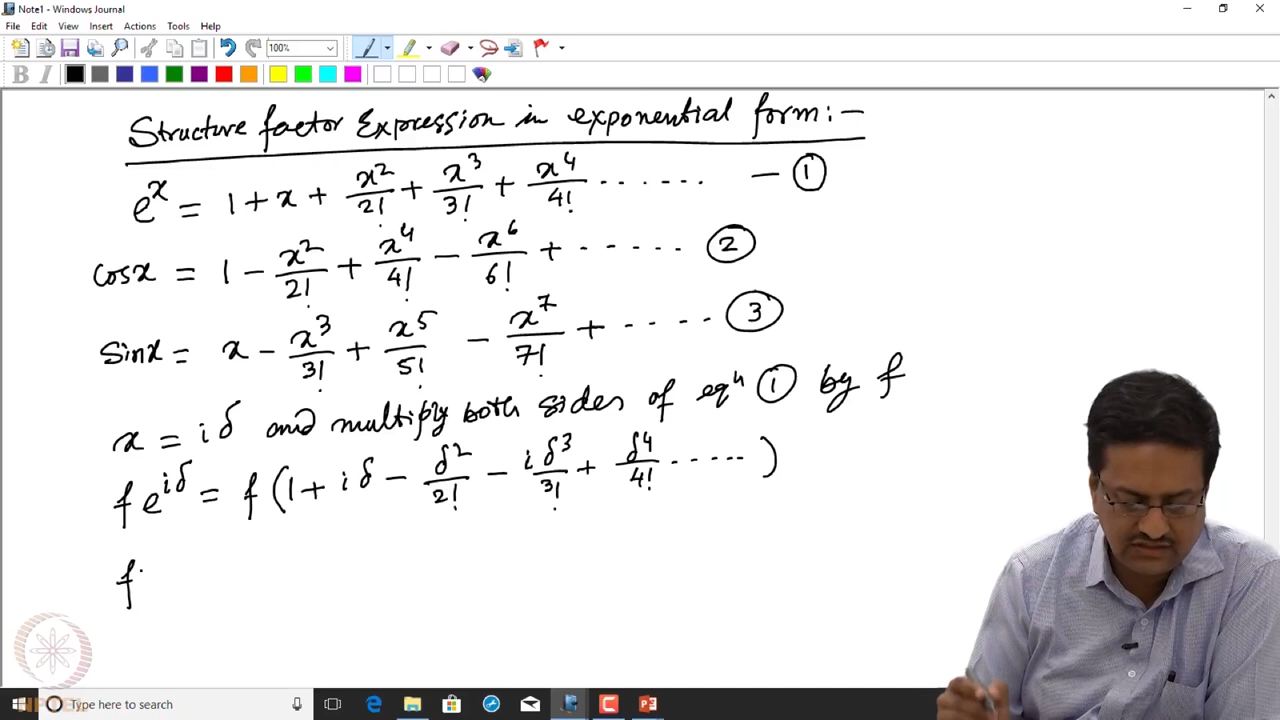 Note1 - Windows Journal
File Edit View Insert Actions Tools Help
100%
B I
Structure factor Expression in exponential form:-
e^x = 1 + x + x^2/2! + x^3/3! + x^4/4! ....... - ①
cosx = 1 - x^2/2! + x^4/4! - x^6/6! + ...... ②
Sinx = x - x^3/3! + x^5/5! - x^7/7! + ..... ③
x = iδ and multiply both sides of eqn ① by f
f e^iδ = f(1 + iδ - δ^2/2! - iδ^3/3! + δ^4/4! ..... )
f
Type here to search